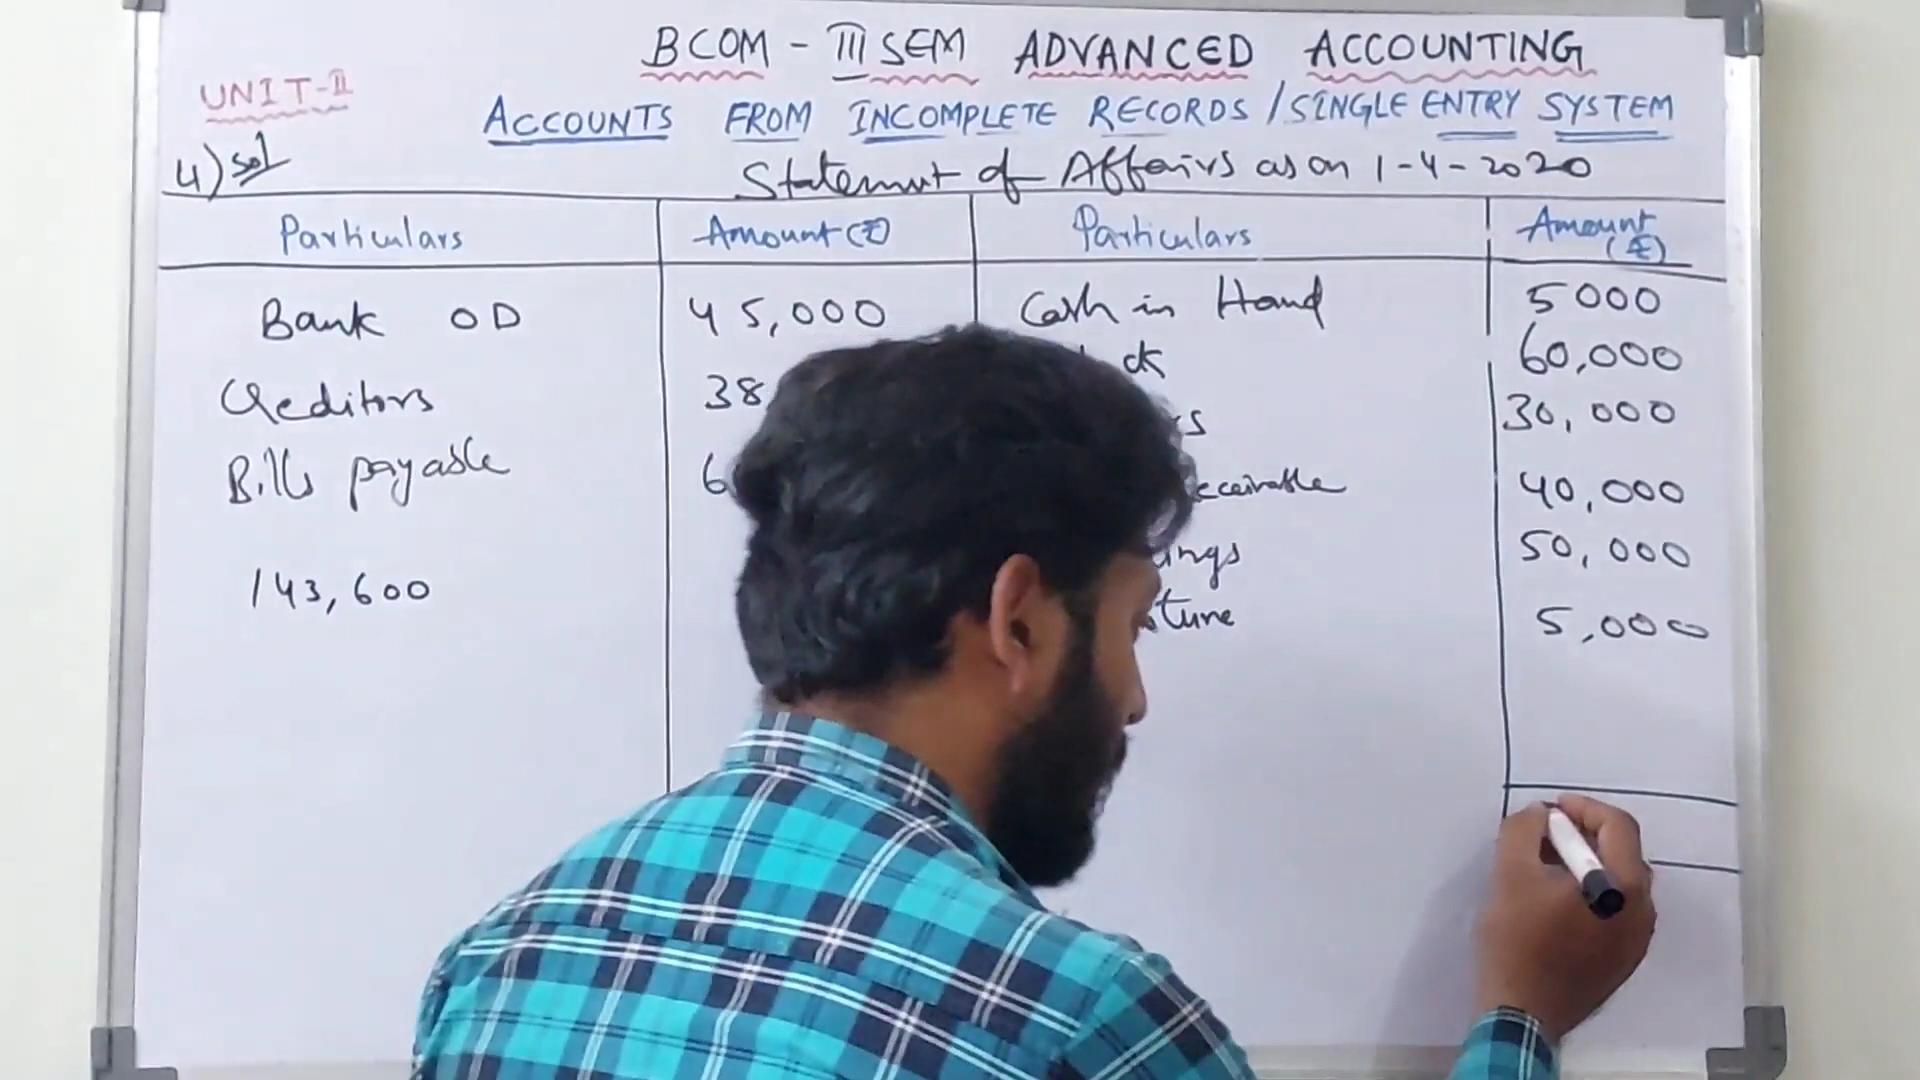 BCOM - III SEM ADVANCED ACCOUNTING
UNIT-II
ACCOUNTS FROM INCOMPLETE RECORDS / SINGLE ENTRY SYSTEM
4) Sol
Statement of Affairs as on 1-4-2020
Particulars Amount (₹) Particulars Amount (₹)
Bank OD 45,000 Cash in Hand 5000
60,000
Creditors 38 30,000
Bills payable 6 40,000
50,000
143,600 5,000